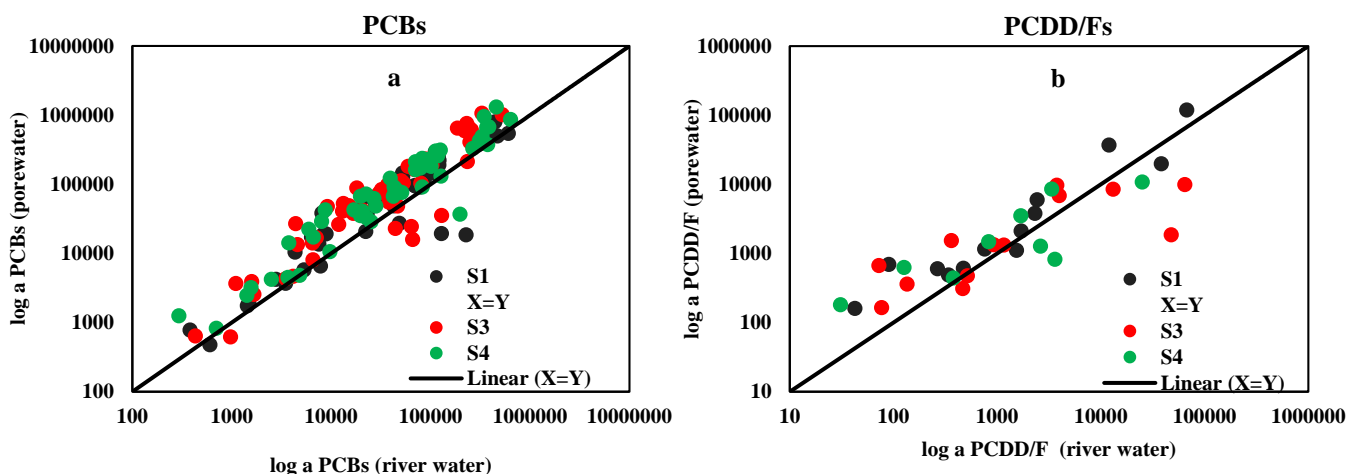 PCBs
10000000
1000000
100000
10000
1000
100
100 1000 10000 100000 1000000 10000000
log a PCBs (porewater)
log a PCBs (river water)
a
S1
X=Y
S3
S4
Linear (X=Y)
PCDD/Fs
1000000
100000
10000
1000
100
10
10 100 1000 10000 100000 1000000
log a PCDD/F (porewater)
log a PCDD/F (river water)
b
S1
X=Y
S3
S4
Linear (X=Y)